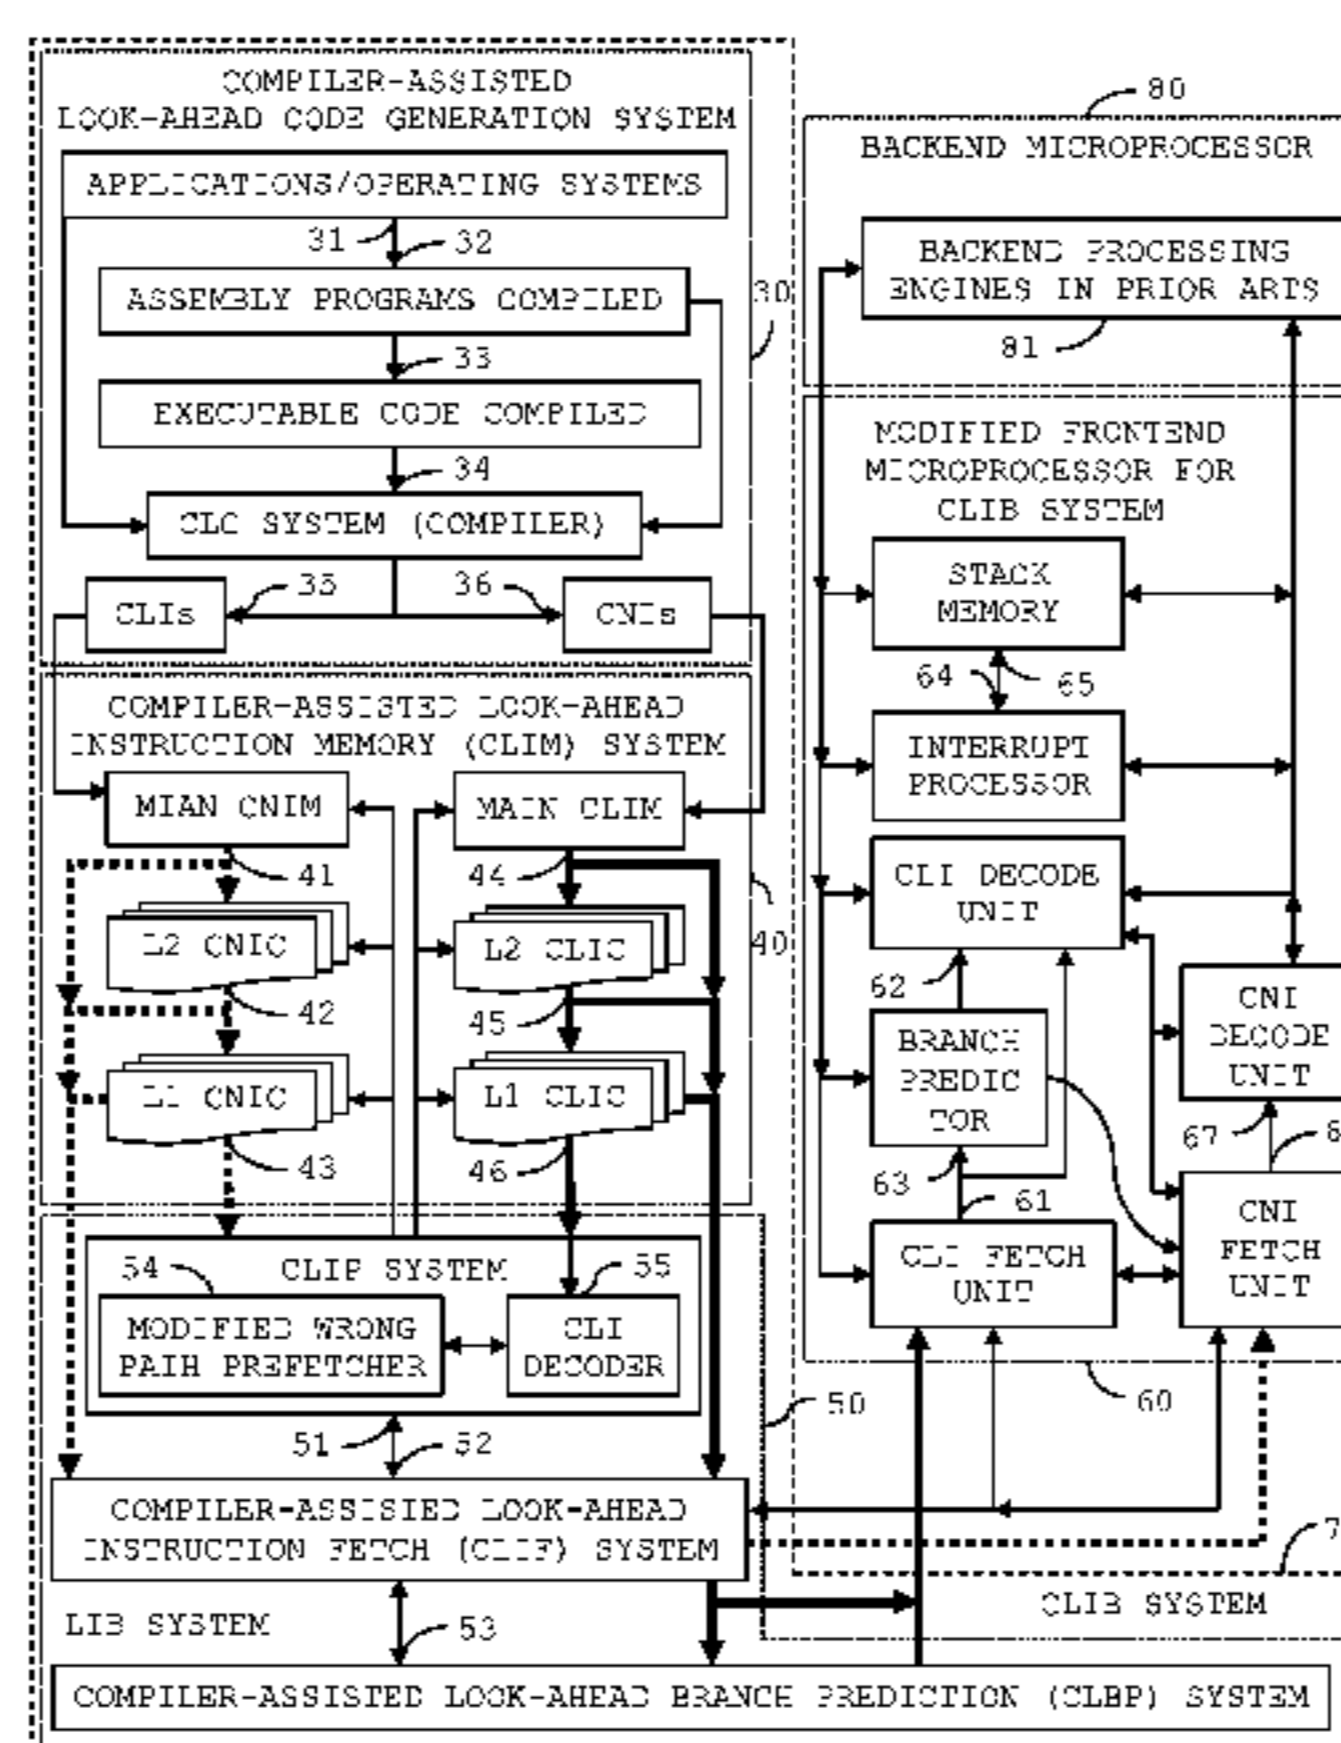 COMPILER-ASSISTED
LOOK-AHEAD CODE GENERATION SYSTEM
APPLICATIONS/OPERATING SYSTEMS
31
32
ASSEMBLY PROGRAMS COMPILED
30
33
EXECUTABLE CODE COMPILED
34
CLC SYSTEM (COMPILER)
35
36
CLIs
CNIs
COMPILER-ASSISTED LOOK-AHEAD
INSTRUCTION MEMORY (CLIM) SYSTEM
MIAN CNIM
MAIN CLIM
41
44
40
L2 CNIC
L2 CLIC
42
45
L1 CNIC
L1 CLIC
43
46
54
CLIP SYSTEM
55
MODIFIED WRONG
PATH PREFETCHER
CLI
DECODER
50
51
52
COMPILER-ASSISTED LOOK-AHEAD
INSTRUCTION FETCH (CLIF) SYSTEM
LIB SYSTEM
53
COMPILER-ASSISTED LOOK-AHEAD BRANCH PREDICTION (CLBP) SYSTEM
80
BACKEND MICROPROCESSOR
BACKEND PROCESSING
ENGINES IN PRIOR ARTS
81
MODIFIED FRONTEND
MICROPROCESSOR FOR
CLIB SYSTEM
STACK
MEMORY
64
65
INTERRUPT
PROCESSOR
CLI DECODE
UNIT
62
CNI
DECODE
UNIT
BRANCH
PREDIC
TOR
67
63
61
CNI
FETCH
UNIT
CLI FETCH
UNIT
60
CLIB SYSTEM